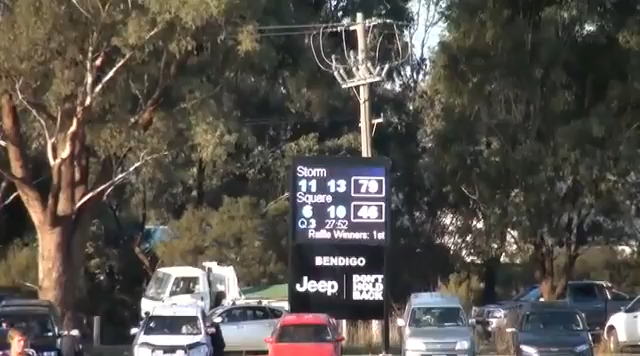 Storm
11 13 79
Square
6 10 46
Q.3 27:52
Raffle Winners: 1st
BENDIGO
Jeep
DON'T
HOLD
BACK